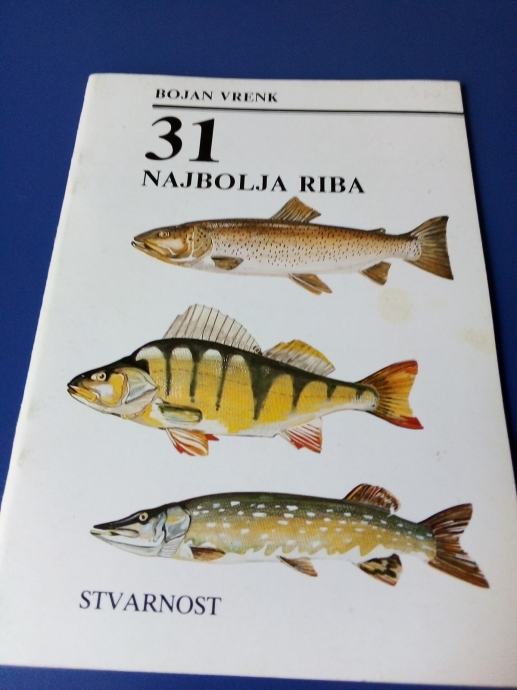 BOJAN VRENK
31
NAJBOLJA RIBA
STVARNOST